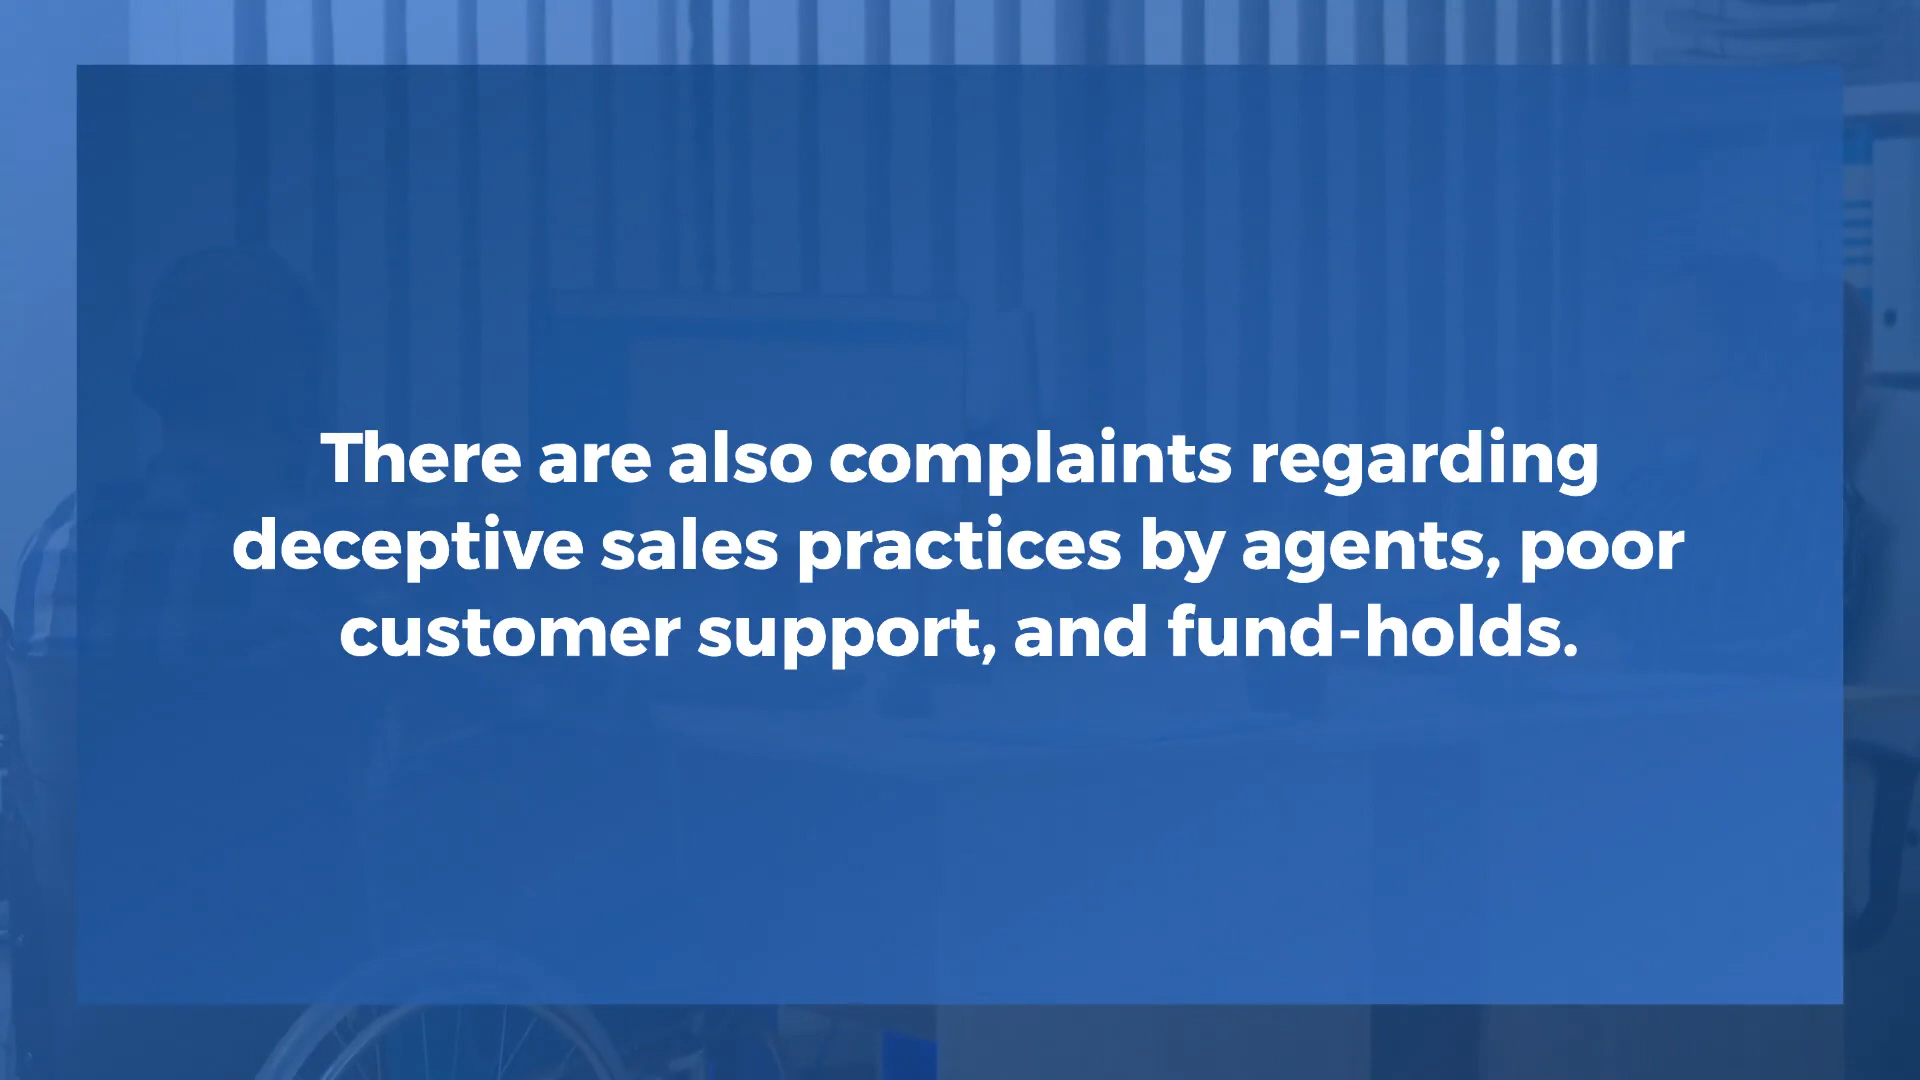 There are also complaints regarding
deceptive sales practices by agents, poor
customer support, and fund-holds.